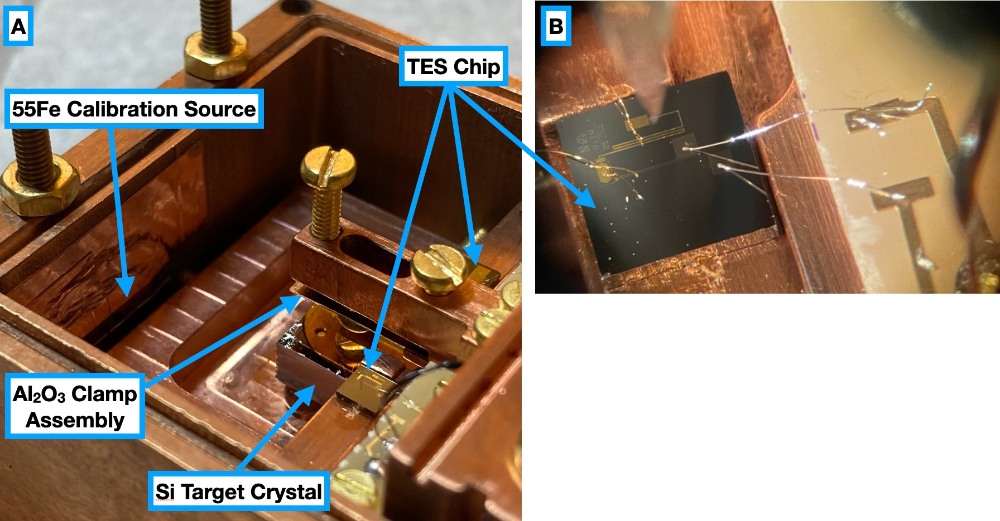 A
B
TES Chip
55Fe Calibration Source
Al₂O₃ Clamp
Assembly
Si Target Crystal